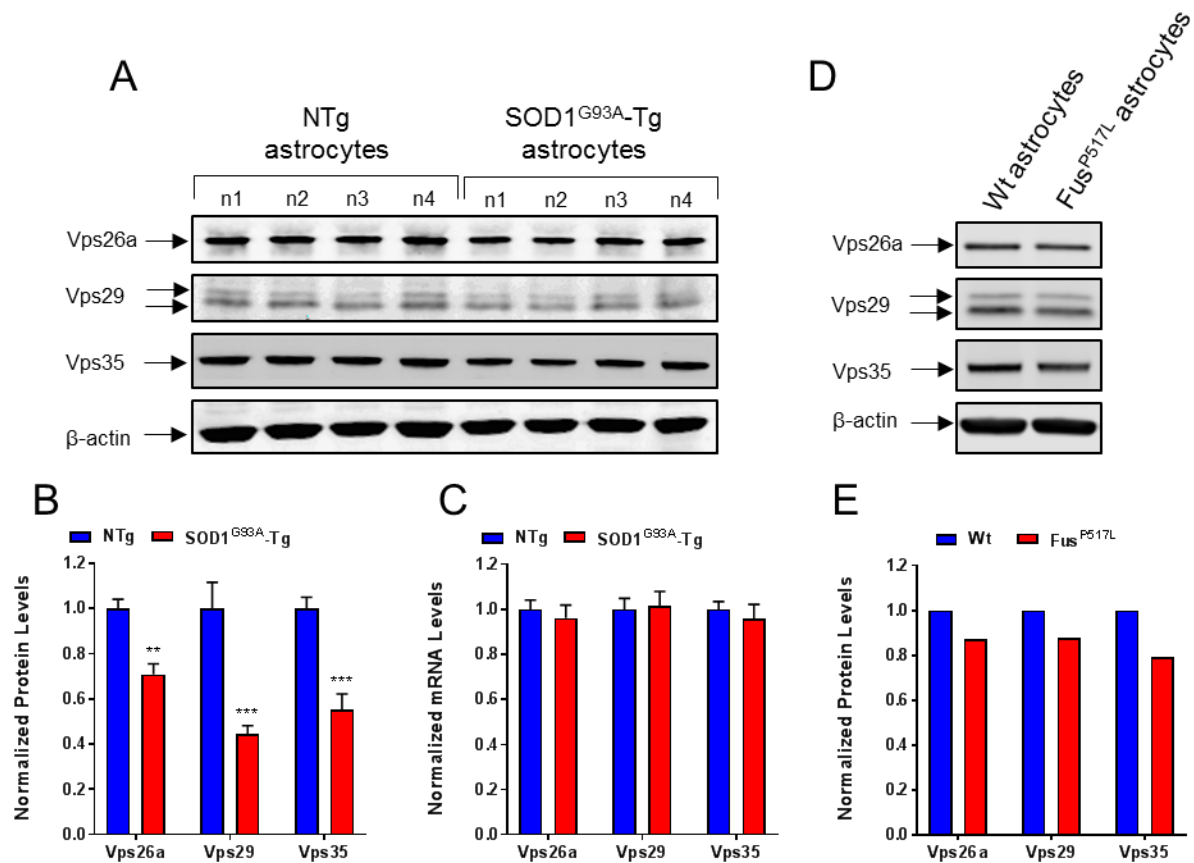 A
NTg
astrocytes
SOD1G93A-Tg
astrocytes
n1 n2 n3 n4 n1 n2 n3 n4
Vps26a
Vps29
Vps35
β-actin
D
Wt astrocytes
FusP517L astrocytes
Vps26a
Vps29
Vps35
β-actin
B
NTg SOD1G93A-Tg
Normalized Protein Levels
1.2
1.0
0.8
0.6
0.4
0.2
0.0
** *** ***
Vps26a Vps29 Vps35
C
NTg SOD1G93A-Tg
Normalized mRNA Levels
1.2
1.0
0.8
0.6
0.4
0.2
0.0
Vps26a Vps29 Vps35
E
Wt FusP517L
Normalized Protein Levels
1.2
1.0
0.8
0.6
0.4
0.2
0.0
Vps26a Vps29 Vps35